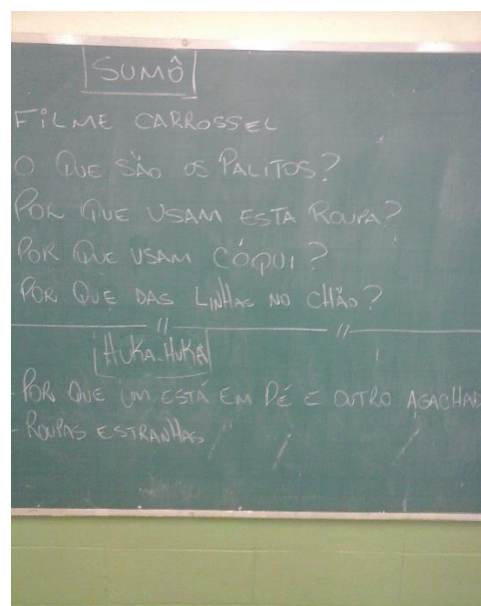 SUMÔ
FILME CARROSSEL
O QUE SÃO OS PALITOS?
POR QUE USAM ESTA ROUPA?
POR QUE USAM CÓQUI?
POR QUE DAS LINHAS NO CHÃO?
HUKA-HUKA
- POR QUE UM ESTÁ EM PÉ E OUTRO AGACHAD
- ROUPAS ESTRANHAS